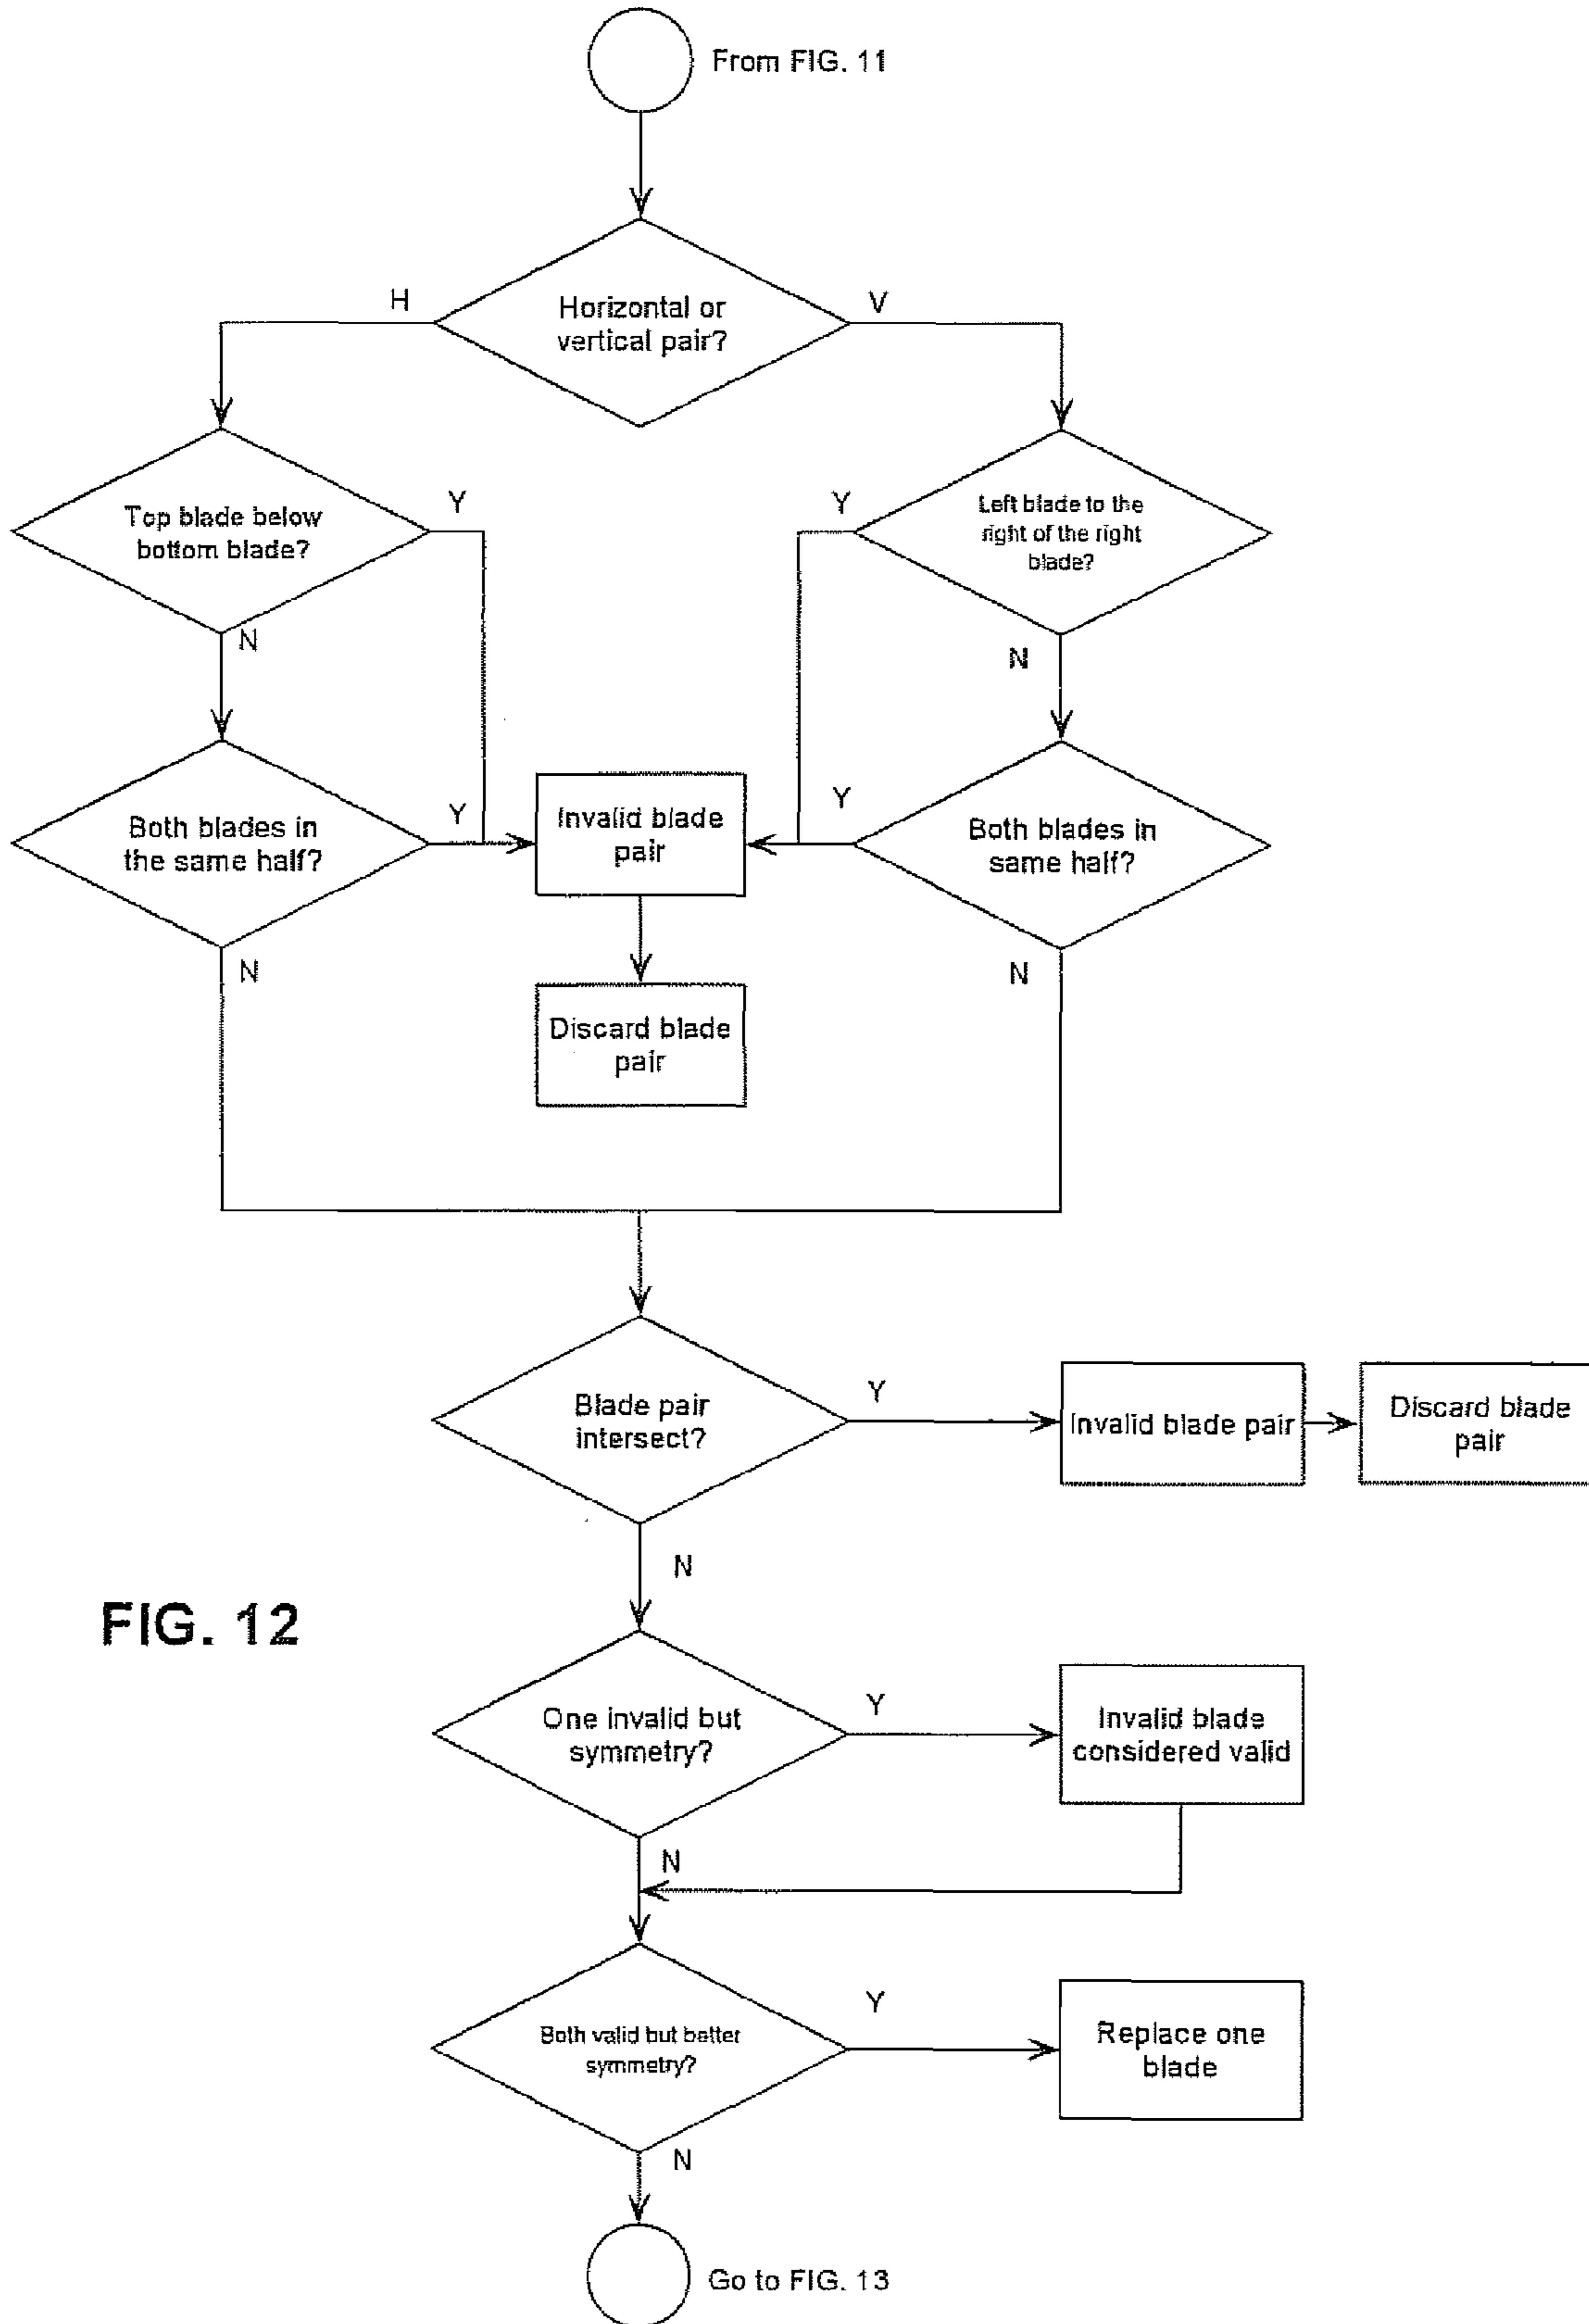 From FIG. 11
Horizontal or
vertical pair?
H
V
Top blade below
bottom blade?
Y
N
Left blade to the
right of the right
blade?
Y
N
Both blades in
the same half?
Y
N
Invalid blade
pair
Both blades in
same half?
Y
N
Discard blade
pair
Blade pair
intersect?
Y
N
Invalid blade pair
Discard blade
pair
FIG. 12
One invalid but
symmetry?
Y
N
Invalid blade
considered valid
Both valid but better
symmetry?
Y
N
Replace one
blade
Go to FIG. 13